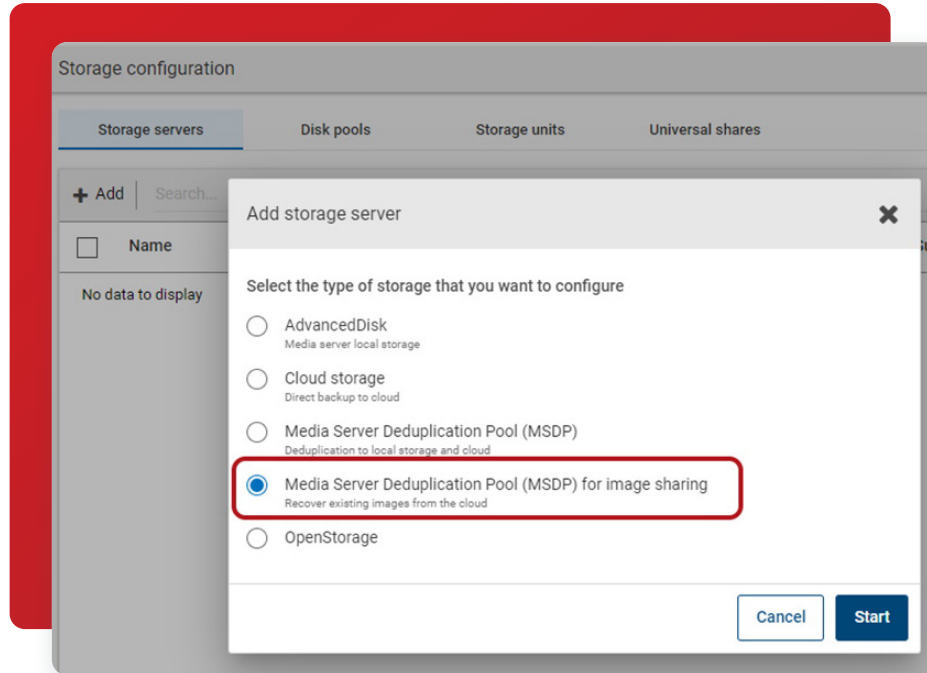 Storage configuration
Storage servers Disk pools Storage units Universal shares
Add Search...
Add storage server
Name
No data to display
Select the type of storage that you want to configure
AdvancedDisk
Media server local storage
Cloud storage
Direct backup to cloud
Media Server Deduplication Pool (MSDP)
Deduplication to local storage and cloud
Media Server Deduplication Pool (MSDP) for image sharing
Recover existing images from the cloud
OpenStorage
Cancel Start